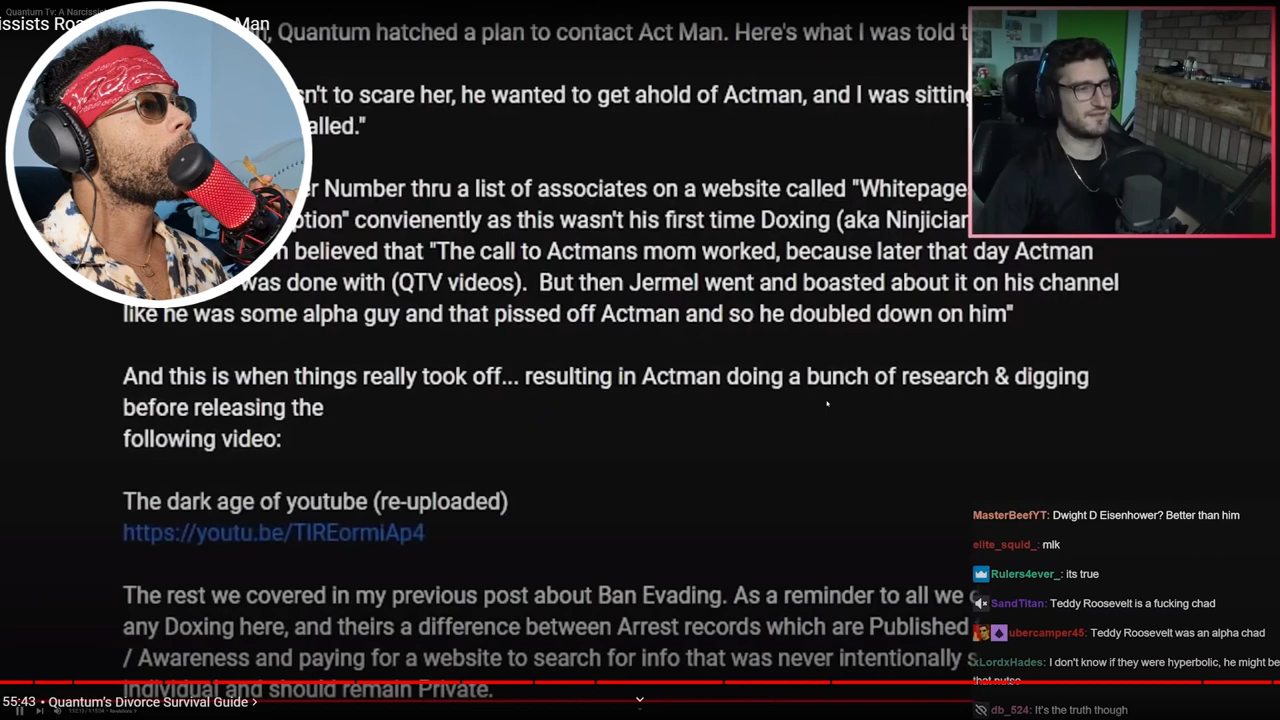 Quantum Tv: A Narcissist
issists Roa
Man
Quantum hatched a plan to contact Act Man. Here's what I was told t
sn't to scare her, he wanted to get ahold of Actman, and I was sitting
alled."
er Number thru a list of associates on a website called "Whitepage
ption" convienently as this wasn't his first time Doxing (aka Ninjician
believed that "The call to Actmans mom worked, because later that day Actman
was done with (QTV videos). But then Jermel went and boasted about it on his channel
like he was some alpha guy and that pissed off Actman and so he doubled down on him"
And this is when things really took off... resulting in Actman doing a bunch of research & digging
before releasing the
following video:
The dark age of youtube (re-uploaded)
https://youtu.be/TIREormiAp4
The rest we covered in my previous post about Ban Evading. As a reminder to all we
any Doxing here, and theirs a difference between Arrest records which are Published
/ Awareness and paying for a website to search for info that was never intentionally s
individual and should remain Private.
MasterBeefYT: Dwight D Eisenhower? Better than him
elite_squid_: mlk
Rulers4ever_: its true
SandTitan: Teddy Roosevelt is a fucking chad
ubercamper45: Teddy Roosevelt was an alpha chad
xLordxHades: I don't know if they were hyperbolic, he might be
that nutso
db_524: It's the truth though
55:43 • Quantum's Divorce Survival Guide >